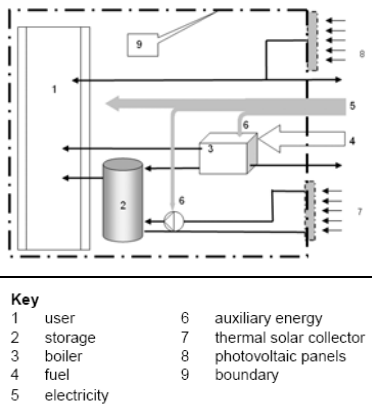 9
8
1
5
6
4
3
2
6
7
Key
1 user
2 storage
3 boiler
4 fuel
5 electricity
6 auxiliary energy
7 thermal solar collector
8 photovoltaic panels
9 boundary